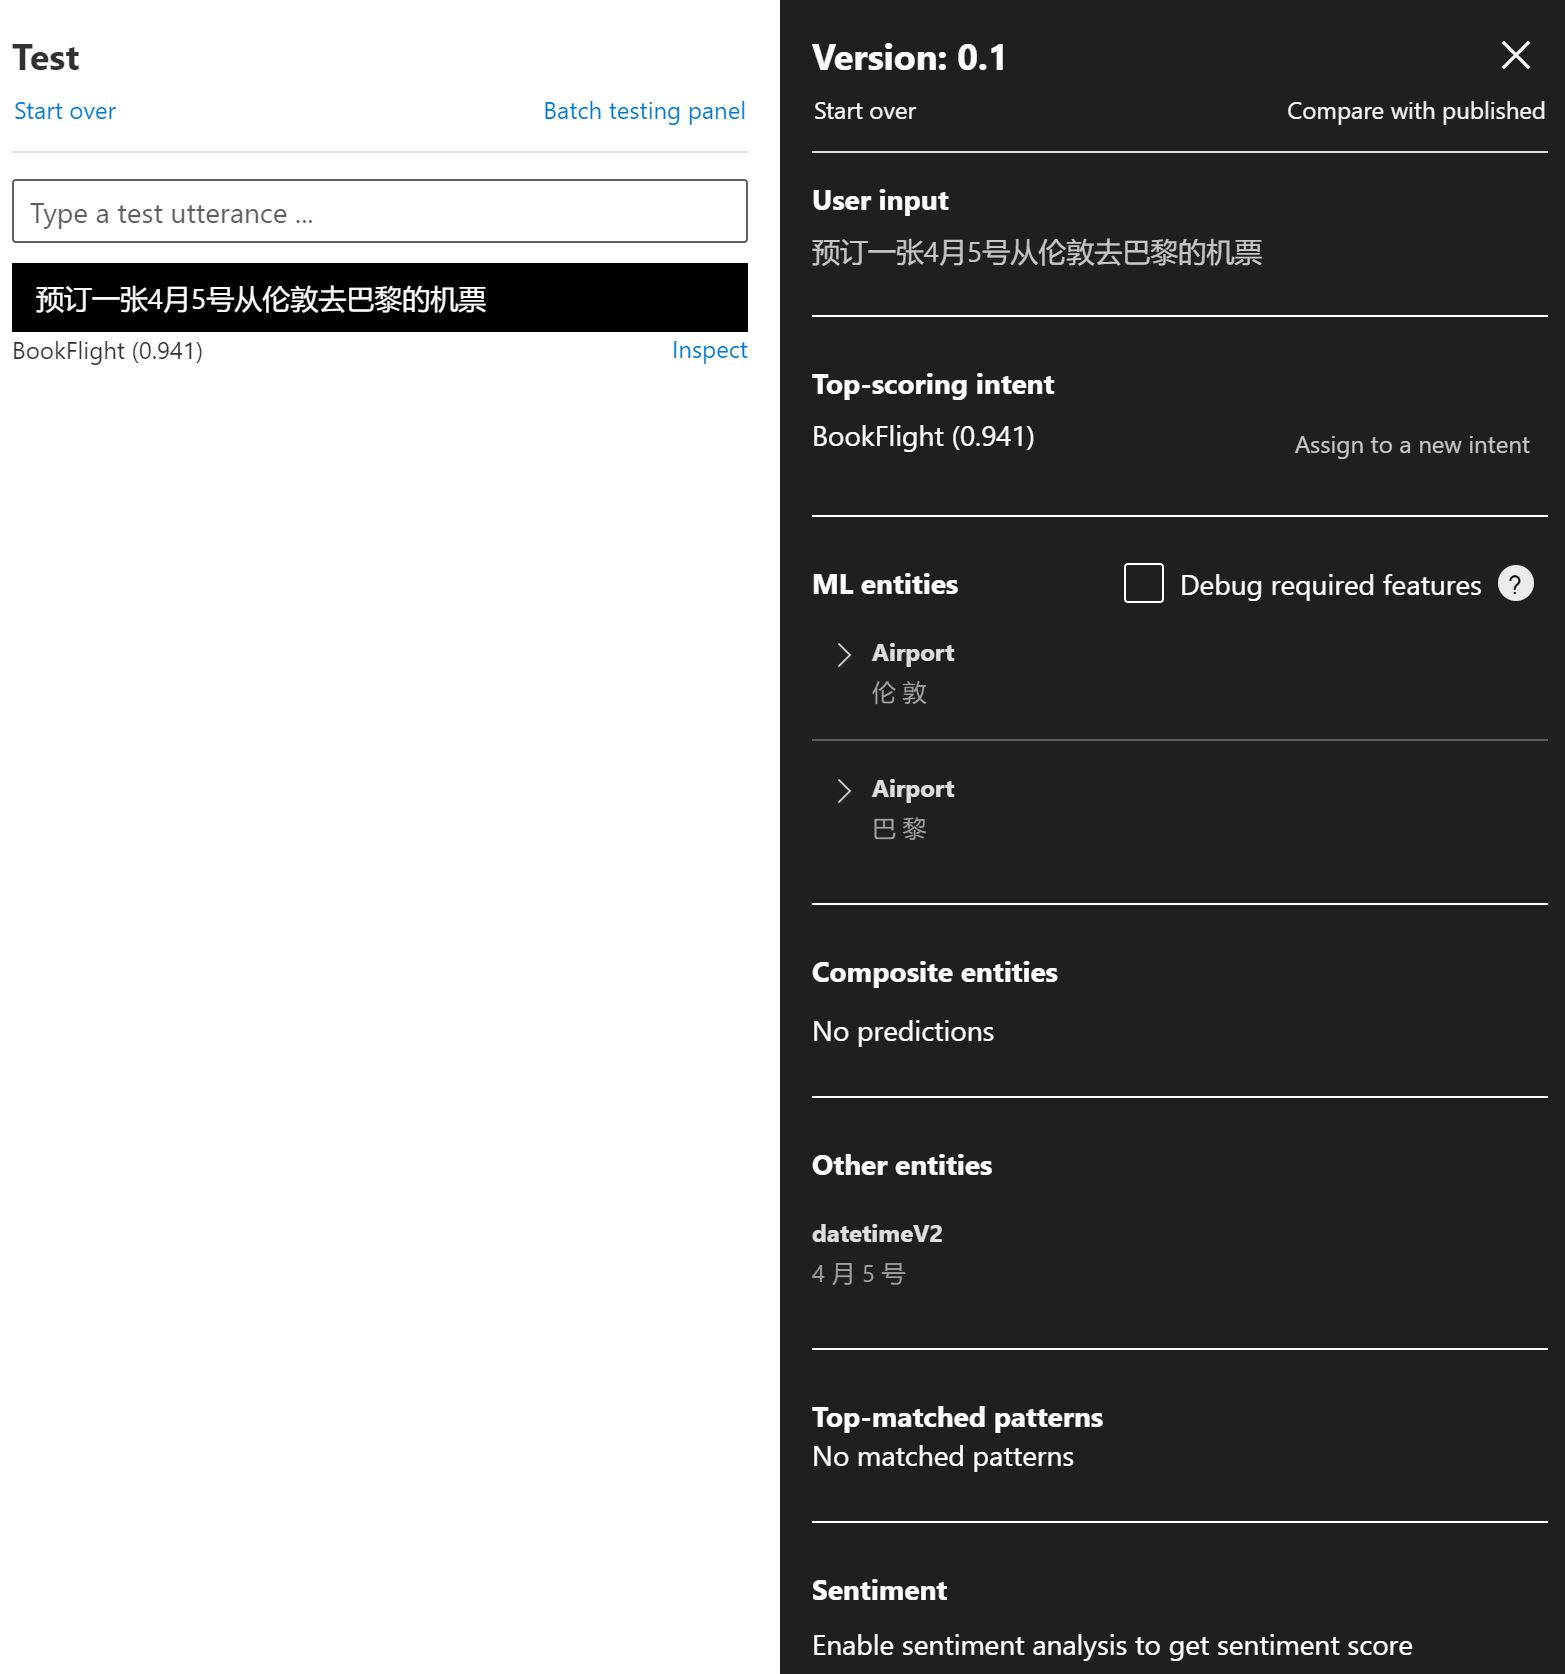 Test
Start over
Batch testing panel
Type a test utterance ...
预订一张4月5号从伦敦去巴黎的机票
BookFlight (0.941)
Inspect
Version: 0.1
Start over
Compare with published
User input
预订一张4月5号从伦敦去巴黎的机票
Top-scoring intent
BookFlight (0.941)
Assign to a new intent
ML entities
Debug required features ?
Airport
伦 敦
Airport
巴 黎
Composite entities
No predictions
Other entities
datetimeV2
4 月 5 号
Top-matched patterns
No matched patterns
Sentiment
Enable sentiment analysis to get sentiment score